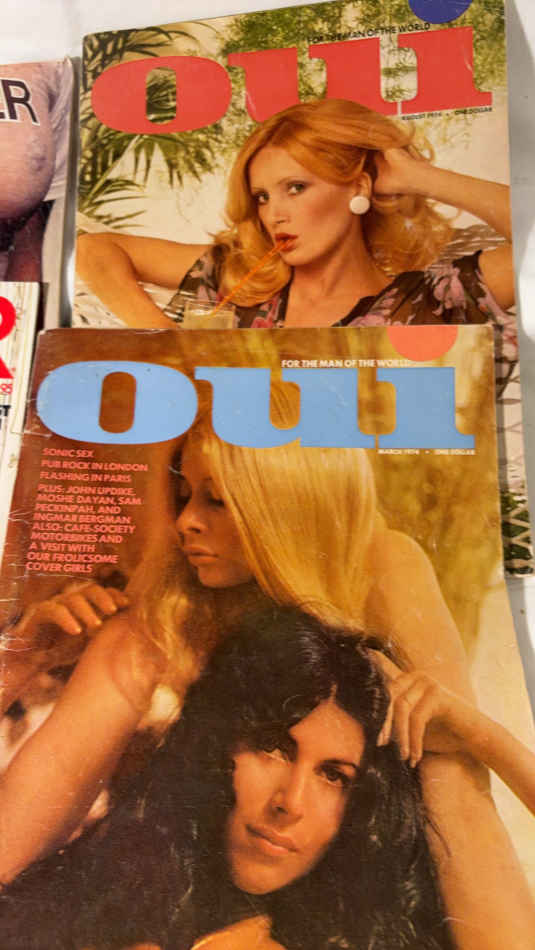 FOR THE MAN OF THE WORLD
oui
AUGUST 1974 • ONE DOLLAR
FOR THE MAN OF THE WORLD
oui
MARCH 1974 • ONE DOLLAR
SONIC SEX
PUB ROCK IN LONDON
FLASHING IN PARIS
PLUS: JOHN UPDIKE,
MOSHE DAYAN, SAM
PECKINPAH, AND
INGMAR BERGMAN
ALSO: CAFE-SOCIETY
MOTORBIKES AND
A VISIT WITH
OUR FROLICSOME
COVER GIRLS